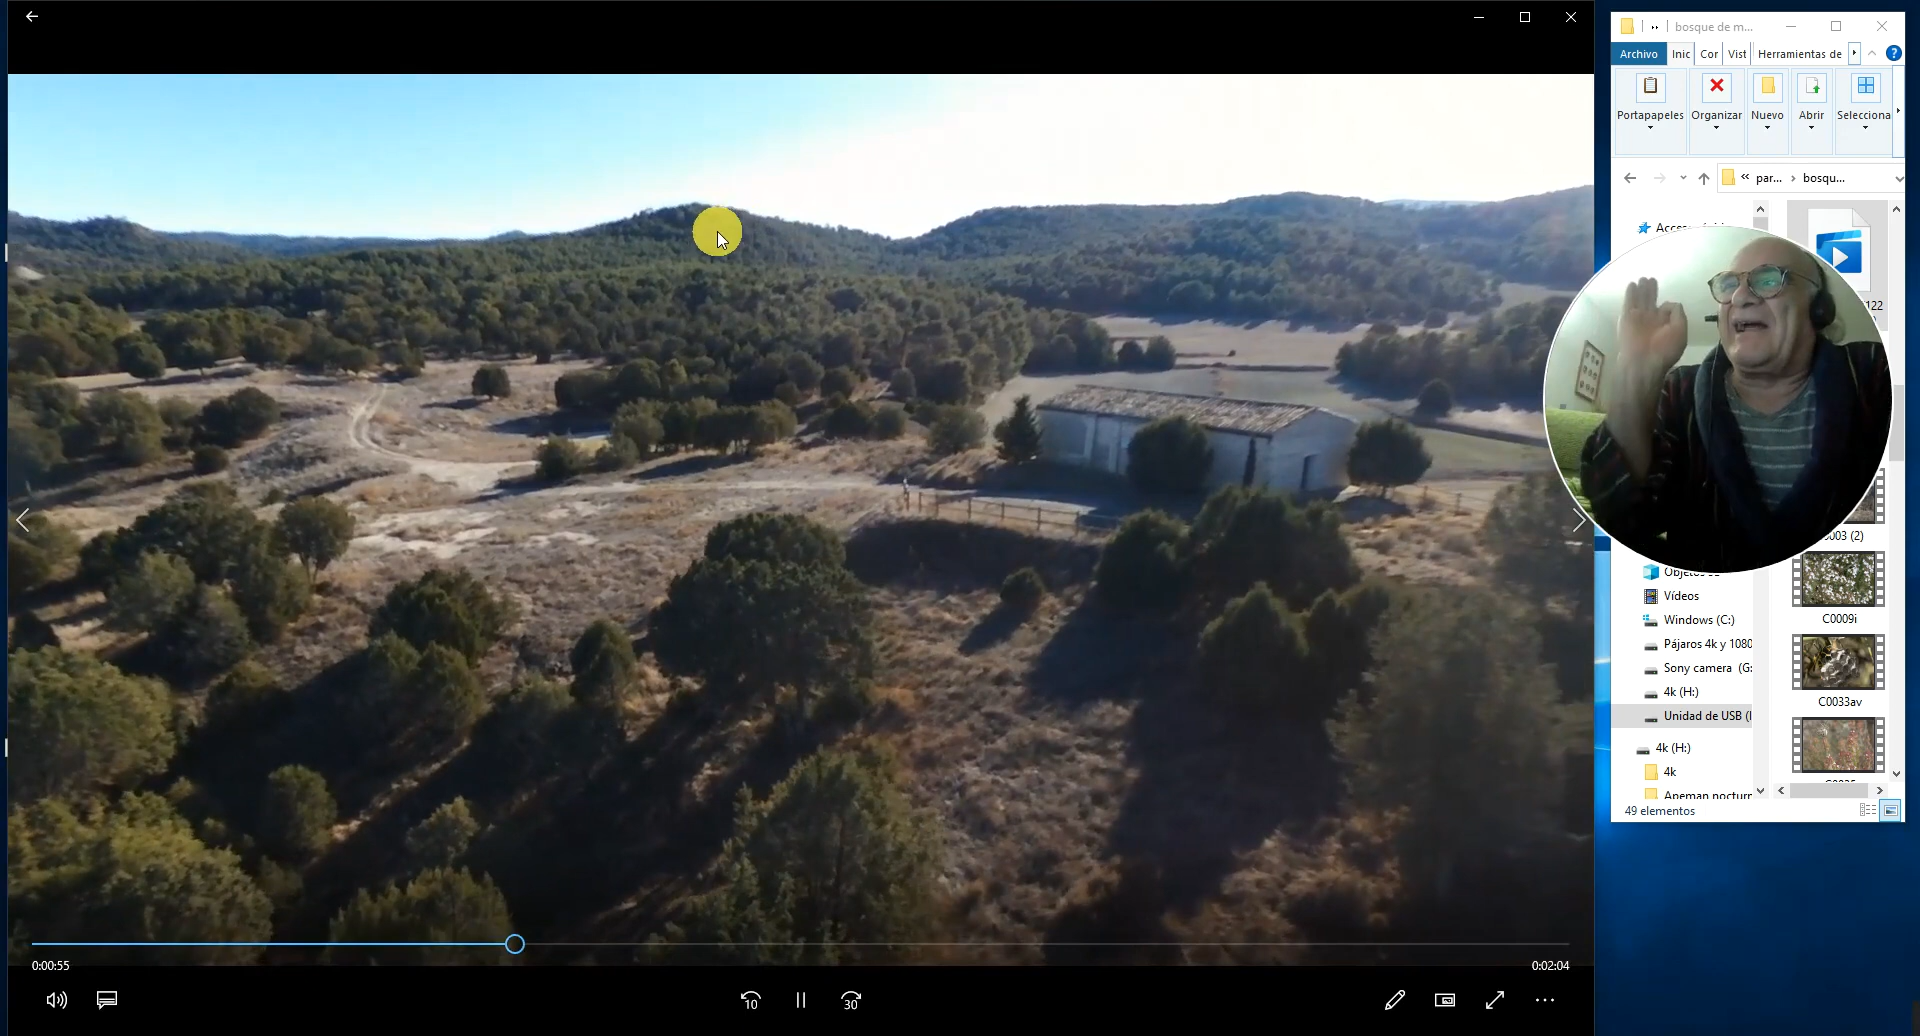 bosque de m...
Archivo
Inic
Cor
Vist
Herramientas de
?
Portapapeles
Organizar
Nuevo
Abrir
Selecciona
« par... › bosqu...
122
003 (2)
Vídeos
Windows (C:)
C0009i
Pájaros 4k y 1080
Sony camera (G:
4k (H:)
C0033av
Unidad de USB (I
4k (H:)
4k
49 elementos
0:00:55
0:02:04
10
30